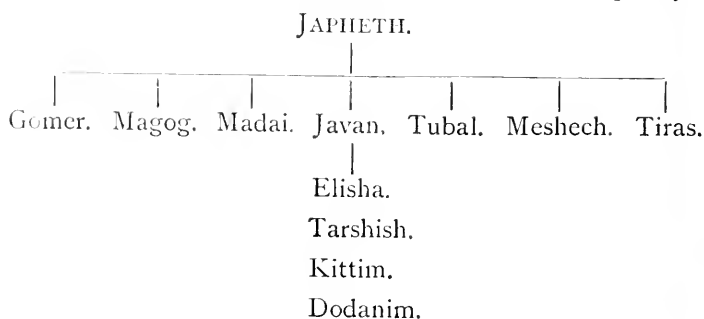 JAPHETH.
Gomer. Magog. Madai. Javan, Tubal. Meshech. Tiras.
Elisha.
Tarshish.
Kittim.
Dodanim.